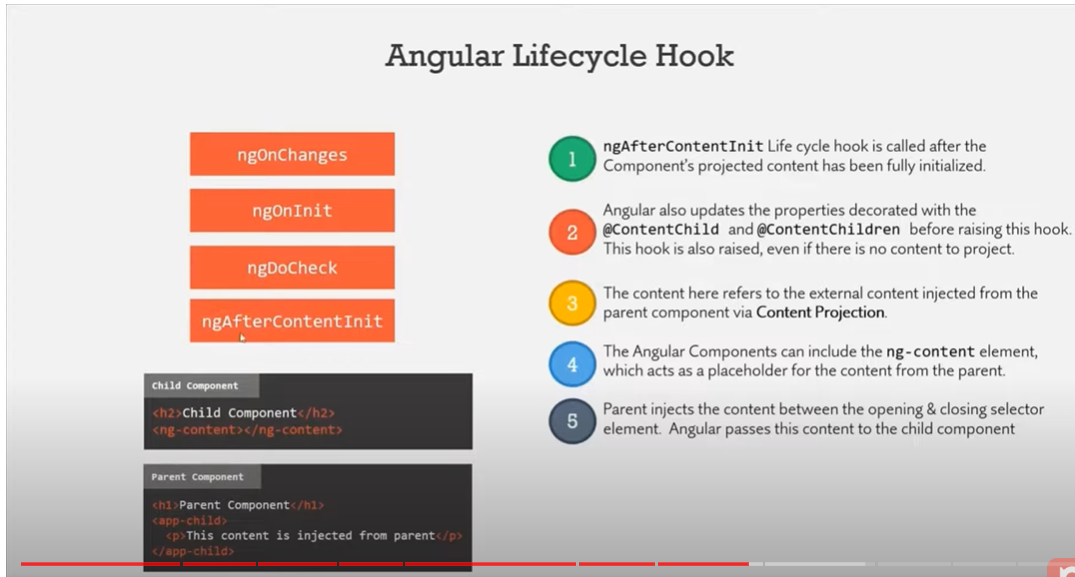 Angular Lifecycle Hook
ngOnChanges
ngOnInit
ngDoCheck
ngAfterContentInit
Child Component
<h2>Child Component</h2>
<ng-content></ng-content>
Parent Component
<h1>Parent Component</h1>
<app-child>
<p>This content is injected from parent</p>
</app-child>
1
ngAfterContentInit Life cycle hook is called after the
Component's projected content has been fully initialized.
2
Angular also updates the properties decorated with the
@ContentChild and @ContentChildren before raising this hook.
This hook is also raised, even if there is no content to project.
3
The content here refers to the external content injected from the
parent component via Content Projection.
4
The Angular Components can include the ng-content element,
which acts as a placeholder for the content from the parent.
5
Parent injects the content between the opening & closing selector
element. Angular passes this content to the child component